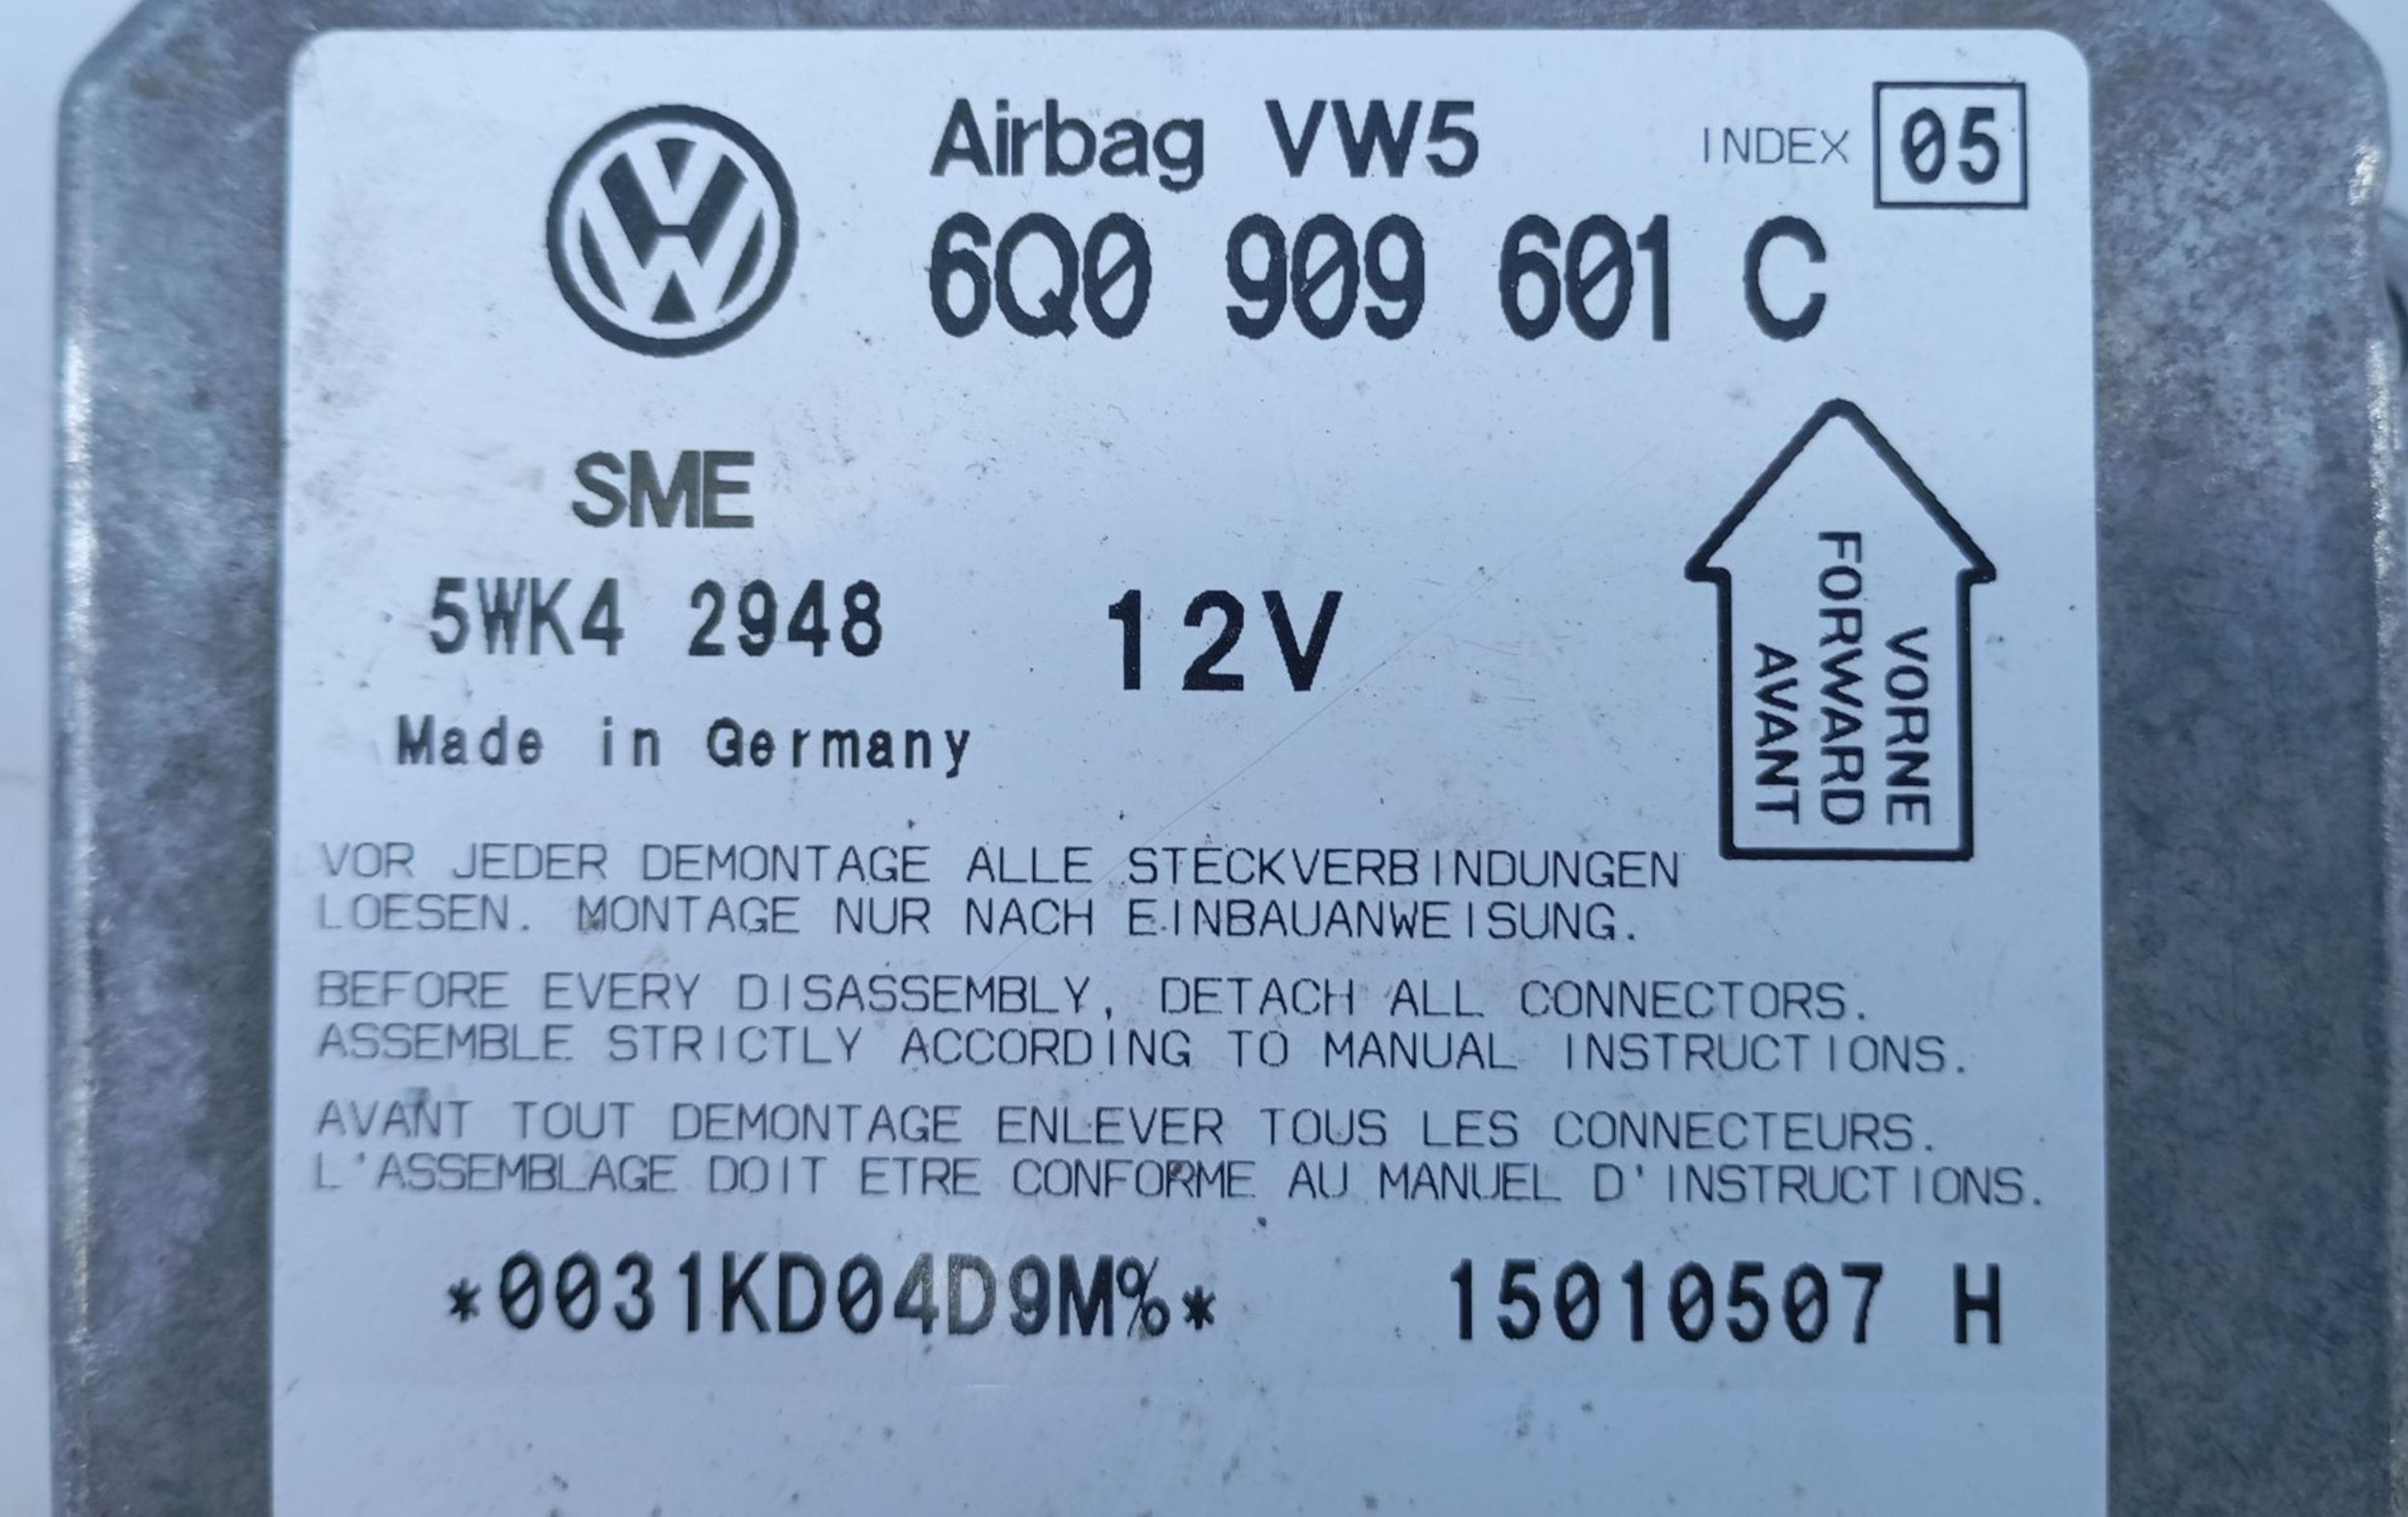 Airbag VW5 INDEX 05
6Q0 909 601 C
SME
5WK4 2948 12V
Made in Germany
VORNE
FORWARD
AVANT
VOR JEDER DEMONTAGE ALLE STECKVERBINDUNGEN
LOESEN. MONTAGE NUR NACH EINBAUANWEISUNG.
BEFORE EVERY DISASSEMBLY, DETACH ALL CONNECTORS.
ASSEMBLE STRICTLY ACCORDING TO MANUAL INSTRUCTIONS.
AVANT TOUT DEMONTAGE ENLEVER TOUS LES CONNECTEURS.
L'ASSEMBLAGE DOIT ETRE CONFORME AU MANUEL D'INSTRUCTIONS.
*0031KD04D9M%* 15010507 H